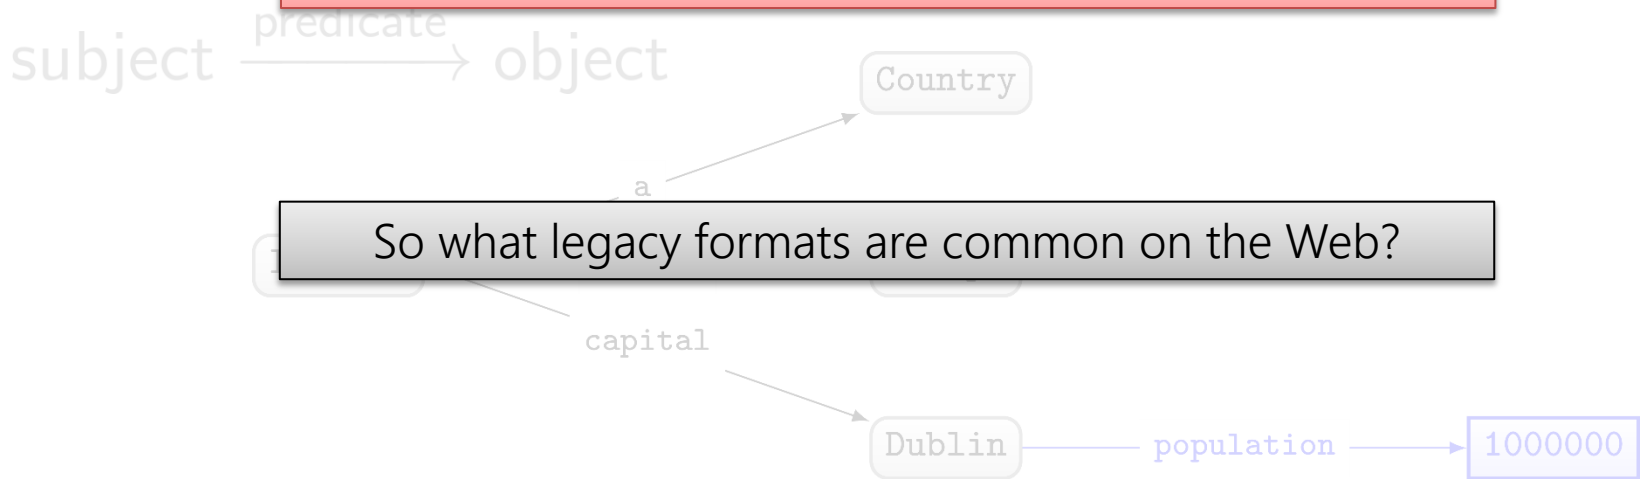 predicate
subject object
Country
a
So what legacy formats are common on the Web?
capital
Dublin population 1000000